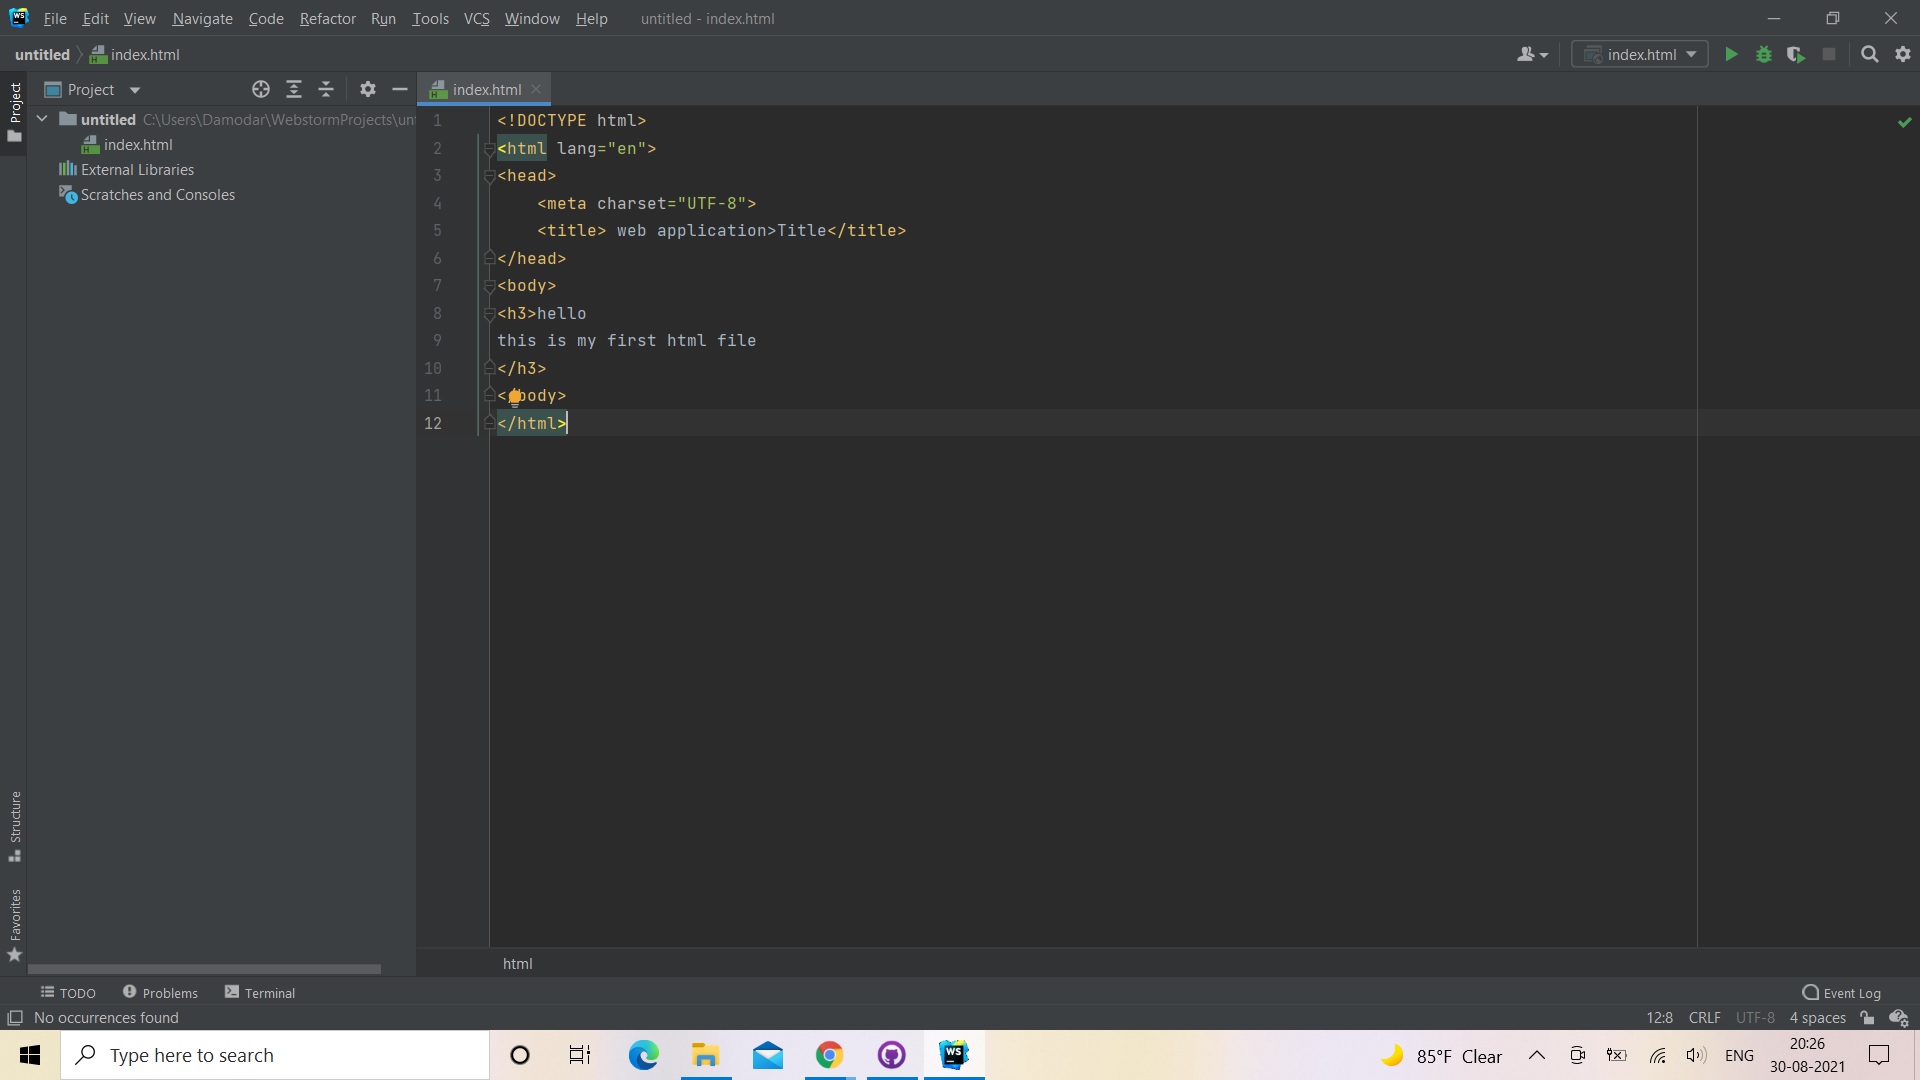 File Edit View Navigate Code Refactor Run Tools VCS Window Help untitled - index.html
untitled index.html
index.html
Project
Project
index.html
untitled C:\Users\Damodar\WebstormProjects\un
index.html
External Libraries
Scratches and Consoles
1 <!DOCTYPE html>
2 <html lang="en">
3 <head>
4 <meta charset="UTF-8">
5 <title> web application>Title</title>
6 </head>
7 <body>
8 <h3>hello
9 this is my first html file
10 </h3>
11 < body>
12 </html>
Structure
Favorites
html
TODO Problems Terminal
Event Log
No occurrences found
12:8 CRLF UTF-8 4 spaces
Type here to search
WS
85°F Clear
ENG
20:26
30-08-2021